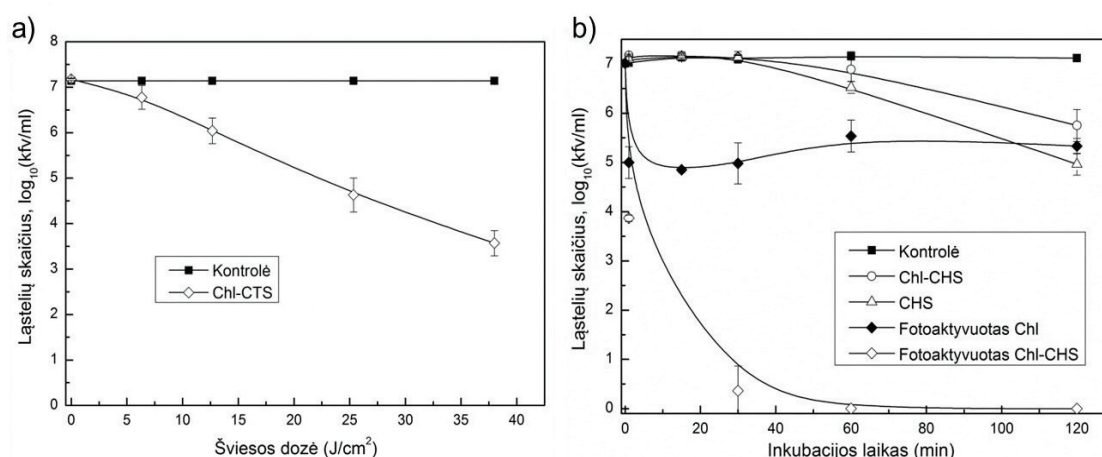 a)
Ląstelių skaičius, log10(kfv/ml)
8
7
6
5
4
3
2
1
0
Kontrolė
Chl-CTS
0 5 10 15 20 25 30 35 40
Šviesos dozė (J/cm²)
b)
Ląstelių skaičius, log10(kfv/ml)
7
6
5
4
3
2
1
0
Kontrolė
Chl-CHS
CHS
Fotoaktyvuotas Chl
Fotoaktyvuotas Chl-CHS
0 20 40 60 80 100 120
Inkubacijos laikas (min)